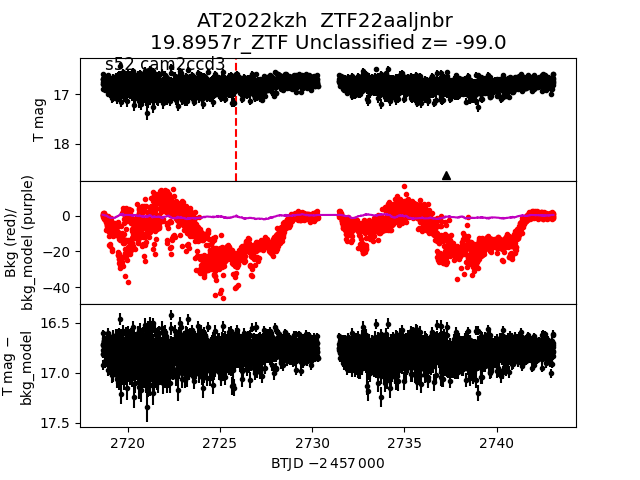 AT2022kzh  ZTF22aaljnbr
19.8957r_ZTF Unclassified z= -99.0
s52 cam2ccd3
17
18
T mag
0
−20
−40
Bkg (red)/
bkg_model (purple)
16.5
17.0
17.5
T mag −
bkg_model
2720
2725
2730
2735
2740
BTJD −2 457 000